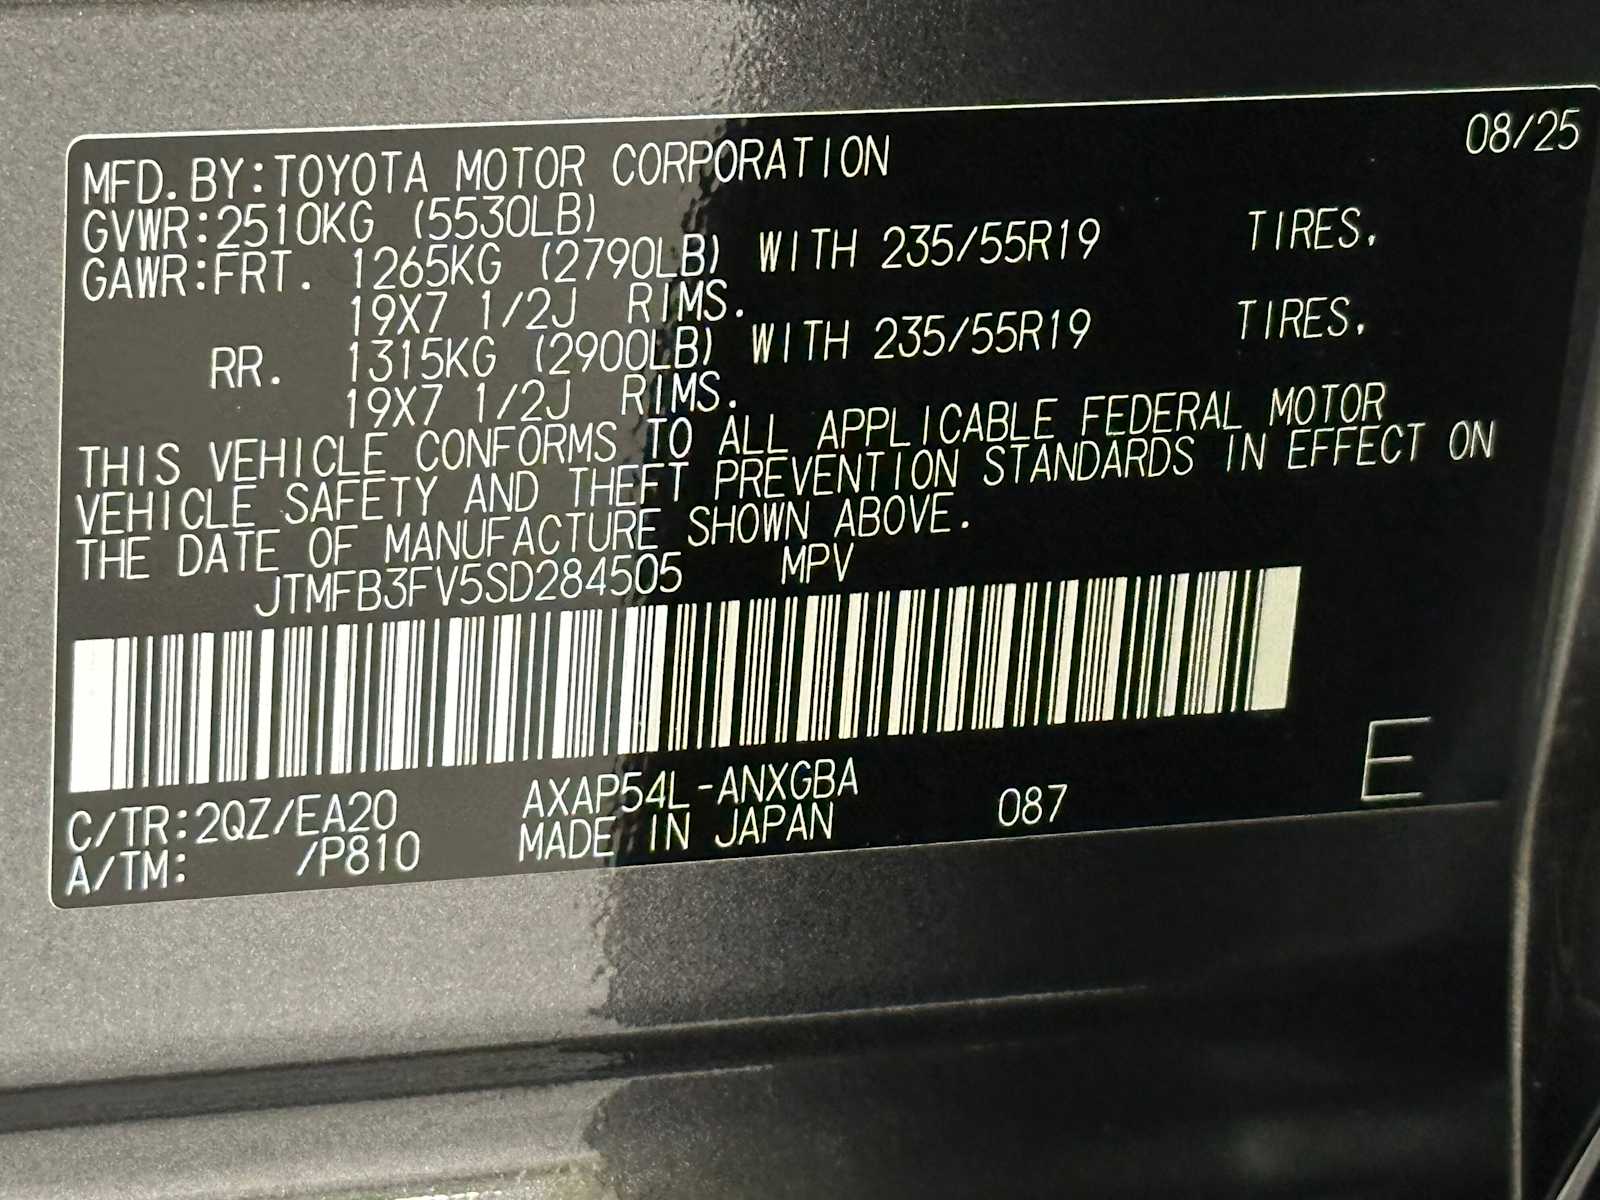 08/25
MFD.BY:TOYOTA MOTOR CORPORATION
GVWR:2510KG (5530LB)
GAWR:FRT. 1265KG (2790LB) WITH 235/55R19 TIRES.
19X7 1/2J RIMS.
RR. 1315KG (2900LB) WITH 235/55R19 TIRES.
19X7 1/2J RIMS.
THIS VEHICLE CONFORMS TO ALL APPLICABLE FEDERAL MOTOR
VEHICLE SAFETY AND THEFT PREVENTION STANDARDS IN EFFECT ON
THE DATE OF MANUFACTURE SHOWN ABOVE.
JTMFB3FV5SD284505 MPV
C/TR:2QZ/EA20 AXAP54L-ANXGBA 087 E
A/TM: /P810 MADE IN JAPAN